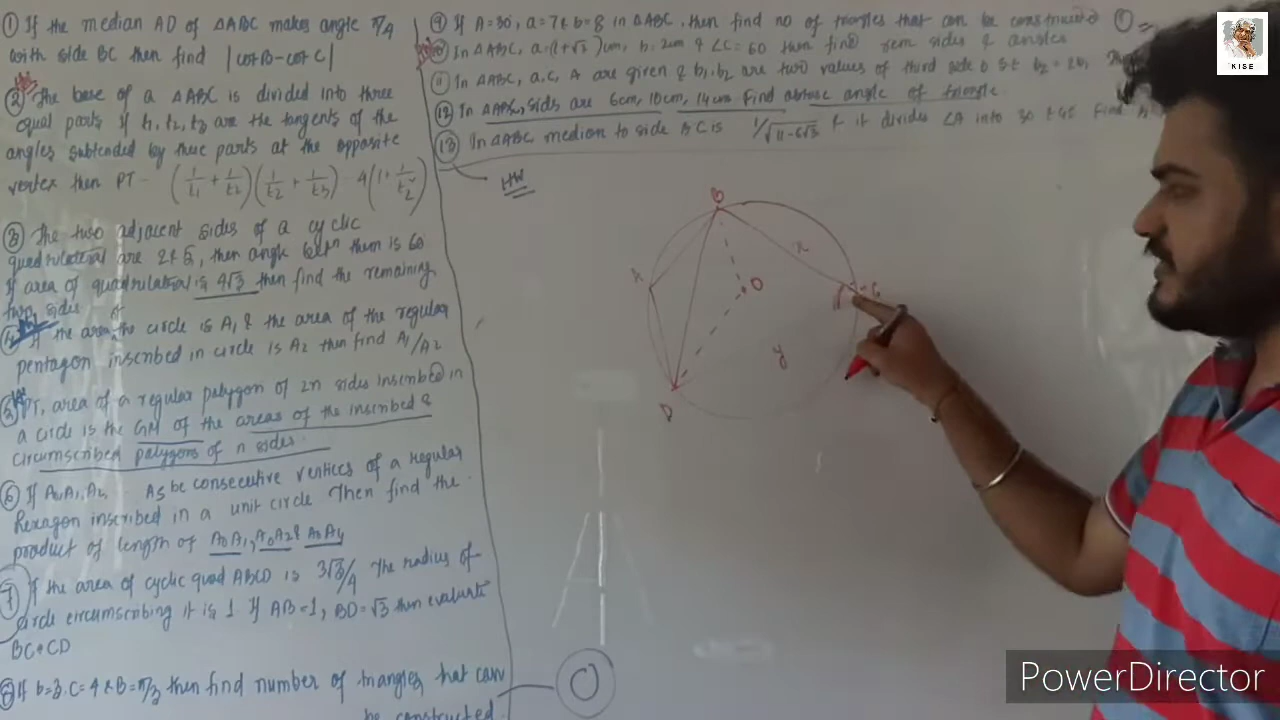 ① If the median AD of ΔABC makes angle π/4
with side BC then find |cotB-cotC|
② The base of a ΔABC is divided into three
equal parts if t₁, t₂, t₃ are the tangents of the
angles subtended by these parts at the opposite
vertex then PT - (1/t₁ + 1/t₂)(1/t₂ + 1/t₃) = 4(1+1/t₂²)
③ The two adjacent sides of a cyclic
quadrilateral are 2 & 5, then angle betn them is 60
If area of quadrilateral is 4√3 then find the remaining
two sides
④ If the area of the circle is A₁ & the area of the regular
pentagon inscribed in circle is A₂ then find A₁/A₂
⑤ PT, area of a regular polygon of 2n sides inscribed in
a circle is the GM of the areas of the inscribed &
circumscribed polygons of n sides.
⑥ If A₀, A₁, A₂, - A₅ be consecutive vertices of a regular
hexagon inscribed in a unit circle Then find the
product of length of A₀A₁, A₀A₂ & A₀A₄
⑦ If the area of cyclic quad ABCD is 3√3/4 The radius of
circle circumscribing it is 1 If AB=1, BD=√3 then evaluate
BC+CD
⑧ If b=3, C=4 & B=π/3 then find number of triangles that can
be constructed
⑨ If A=30, a=7 & b=8 in ΔABC, then find no of triangles that can be constructed
⑩ In ΔABC, a=(1+√3)cm, b=2cm & ∠C=60 then find rem sides & angles
⑪ In ΔABC, a, c, A are given & b₁, b₂ are two values of third side b s.t b₂=2b₁
⑫ In ΔABC, sides are 6cm, 10cm, 14cm Find obtuse angle of triangle
⑬ In ΔABC median to side BC is 1/√11-6√3 & it divides ∠A into 30 & 45 Find
HW
B
A
O
x
C
y
D
KISE
PowerDirector